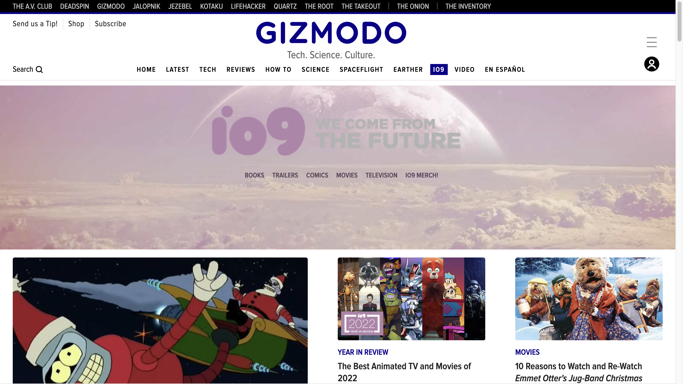 THE A.V. CLUB DEADSPIN GIZMODO JALOPNIK JEZEBEL KOTAKU LIFEHACKER QUARTZ THE ROOT THE TAKEOUT | THE ONION | THE INVENTORY
Send us a Tip! Shop Subscribe
GIZMODO
Tech. Science. Culture.
Search
HOME LATEST TECH REVIEWS HOW TO SCIENCE SPACEFLIGHT EARTHER IO9 VIDEO EN ESPAÑOL
io9 WE COME FROM
THE FUTURE
BOOKS TRAILERS COMICS MOVIES TELEVISION IO9 MERCH!
io9
2022
YEAR IN REVIEW
The Best Animated TV and Movies of
2022
MOVIES
10 Reasons to Watch and Re-Watch
Emmet Otter's Jug-Band Christmas